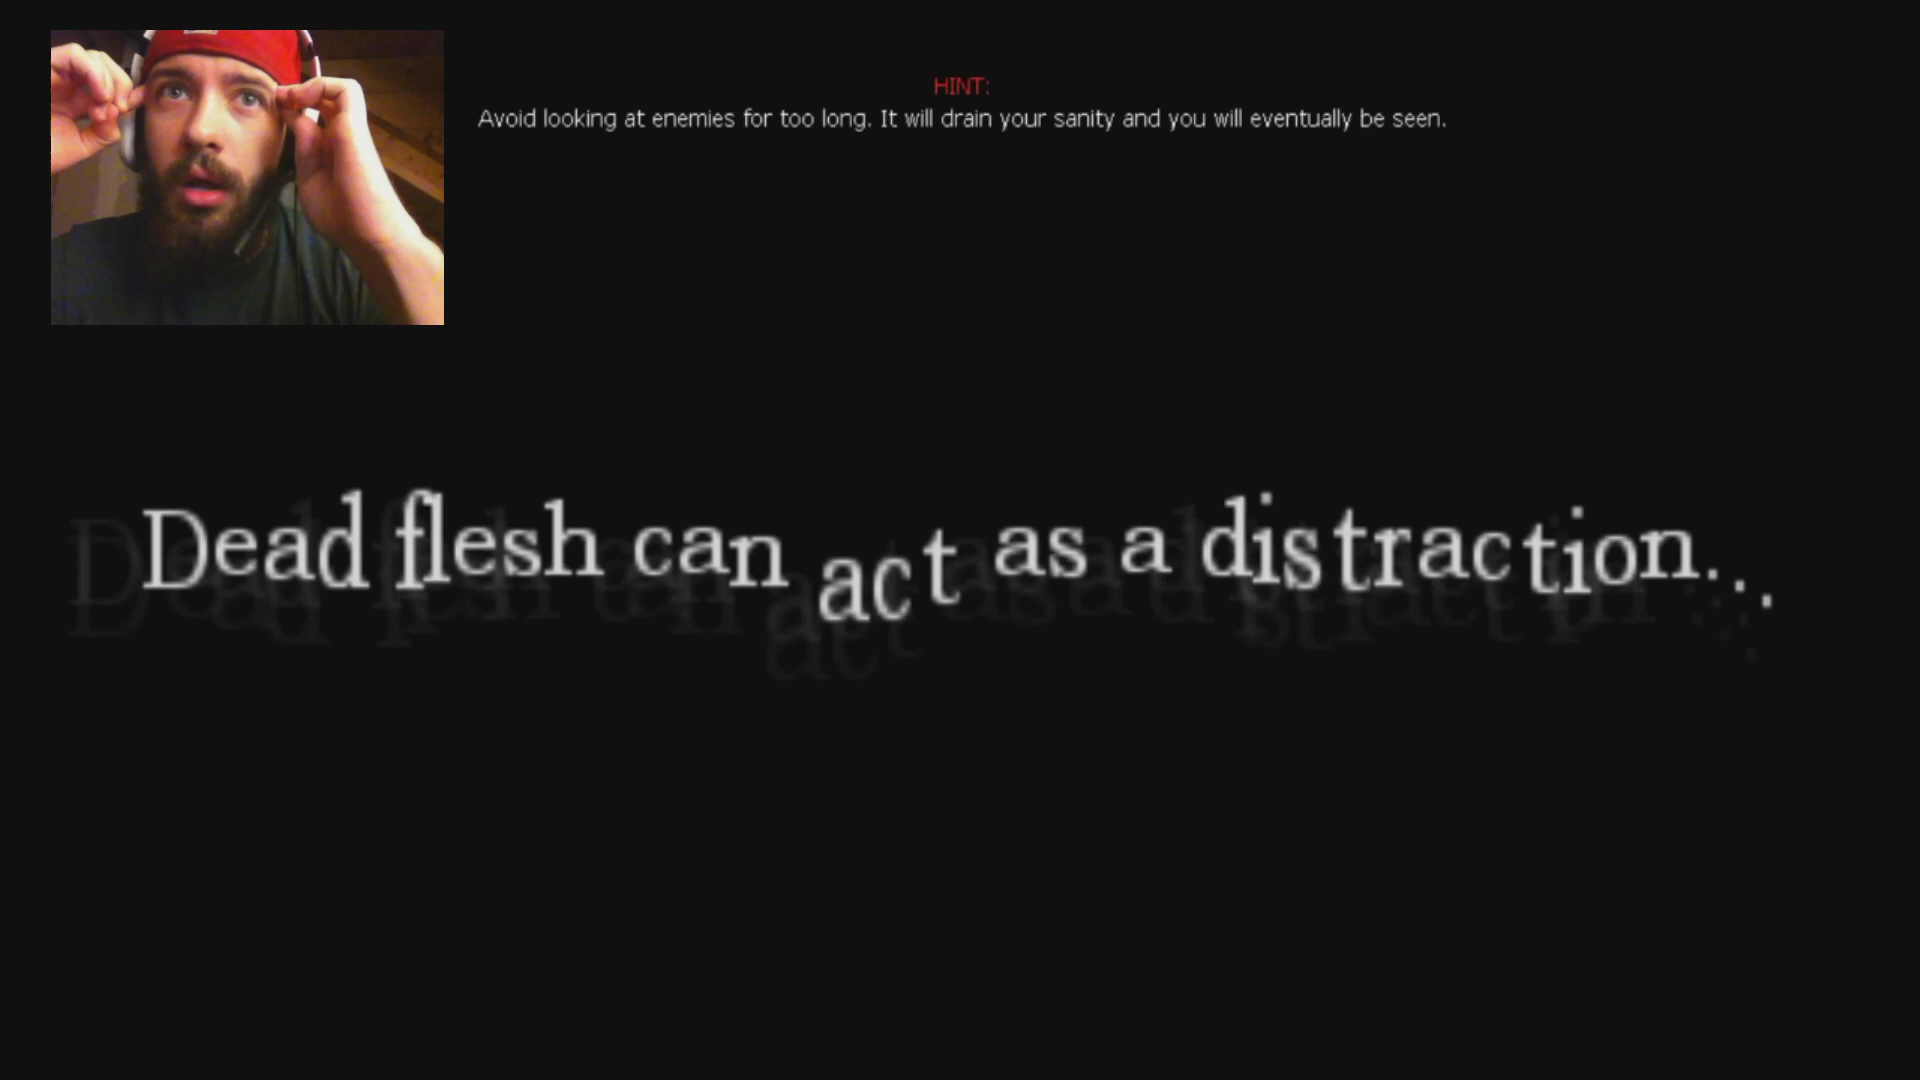 HINT:
Avoid looking at enemies for too long. It will drain your sanity and you will eventually be seen.
Dead flesh can act as a distraction...